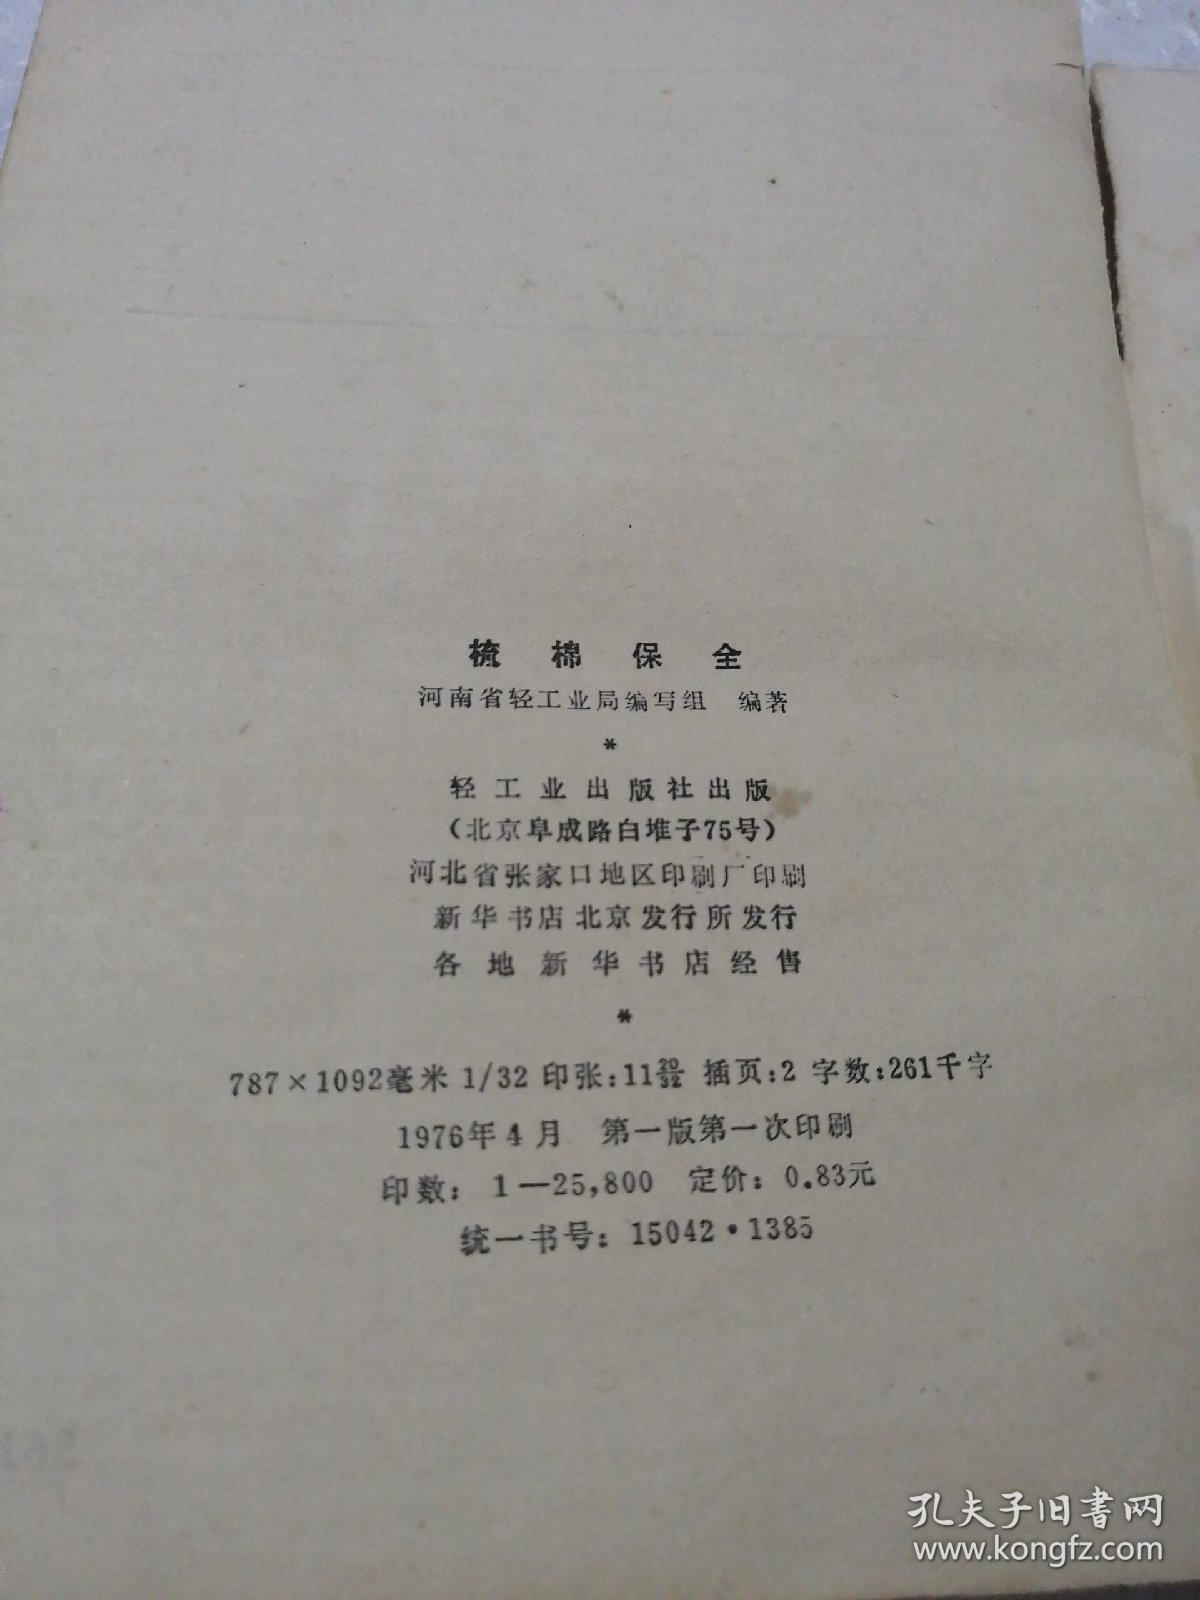 梳棉保全
河南省轻工业局编写组 编著
*
轻工业出版社出版
(北京阜成路白堆子75号)
河北省张家口地区印刷厂印刷
新华书店北京发行所发行
各地新华书店经售
*
787×1092毫米 1/32 印张:11 20/32 插页:2 字数:261千字
1976年4月 第一版第一次印刷
印数:1—25,800 定价:0.83元
统一书号:15042·1385
孔夫子旧书网
www.kongfz.com